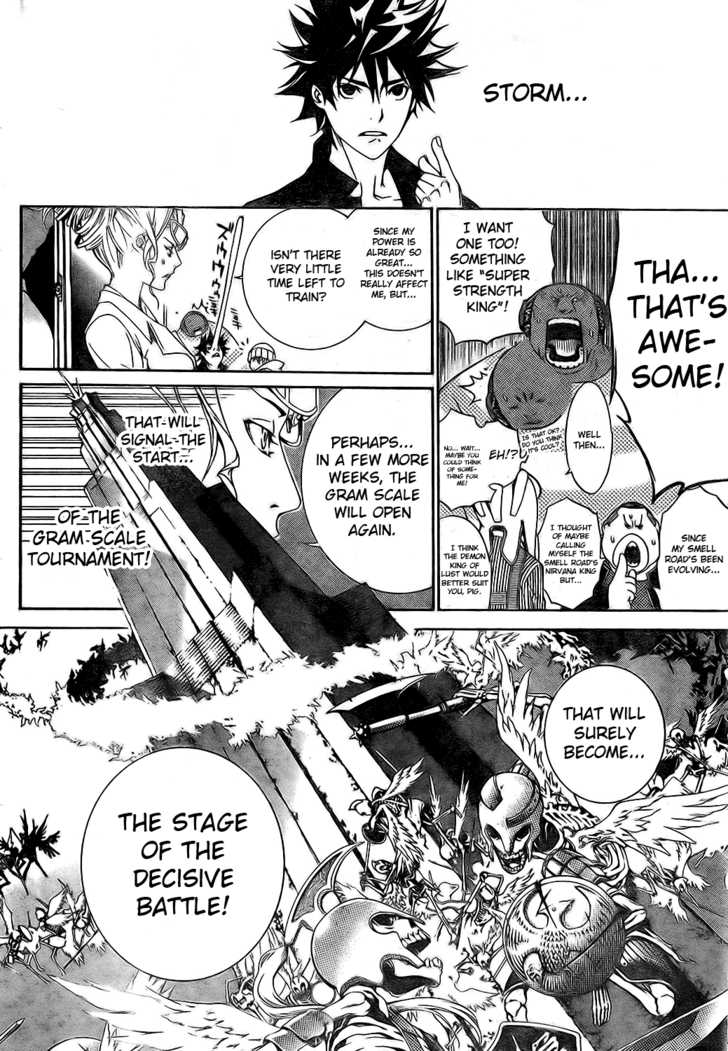 STORM...
THA...
THAT'S
AWE-
SOME!
I WANT
ONE TOO!
SOMETHING
LIKE "SUPER
STRENGTH
KING"!
SINCE MY
POWER IS
ALREADY SO
GREAT...
THIS DOESN'T
REALLY AFFECT
ME, BUT...
ISN'T THERE
VERY LITTLE
TIME LEFT TO
TRAIN?
IS THAT OK?
DO YOU THINK
IT'S COOL?
WELL
THEN...
EH!?
NO... WAIT...
MAYBE YOU
COULD THINK
OF SOME-
THING FOR
ME!
SINCE
MY SMELL
ROAD'S BEEN
EVOLVING...
I THOUGHT
OF MAYBE
CALLING
MYSELF THE
SMELL ROAD'S
NIRVANA KING
BUT...
I THINK
THE DEMON
KING OF
LUST WOULD
BETTER SUIT
YOU, PIG.
PERHAPS...
IN A FEW MORE
WEEKS, THE
GRAM SCALE
WILL OPEN
AGAIN.
THAT WILL
SIGNAL THE
START...
OF THE
GRAM SCALE
TOURNAMENT!
THAT WILL
SURELY
BECOME...
THE STAGE
OF THE
DECISIVE
BATTLE!